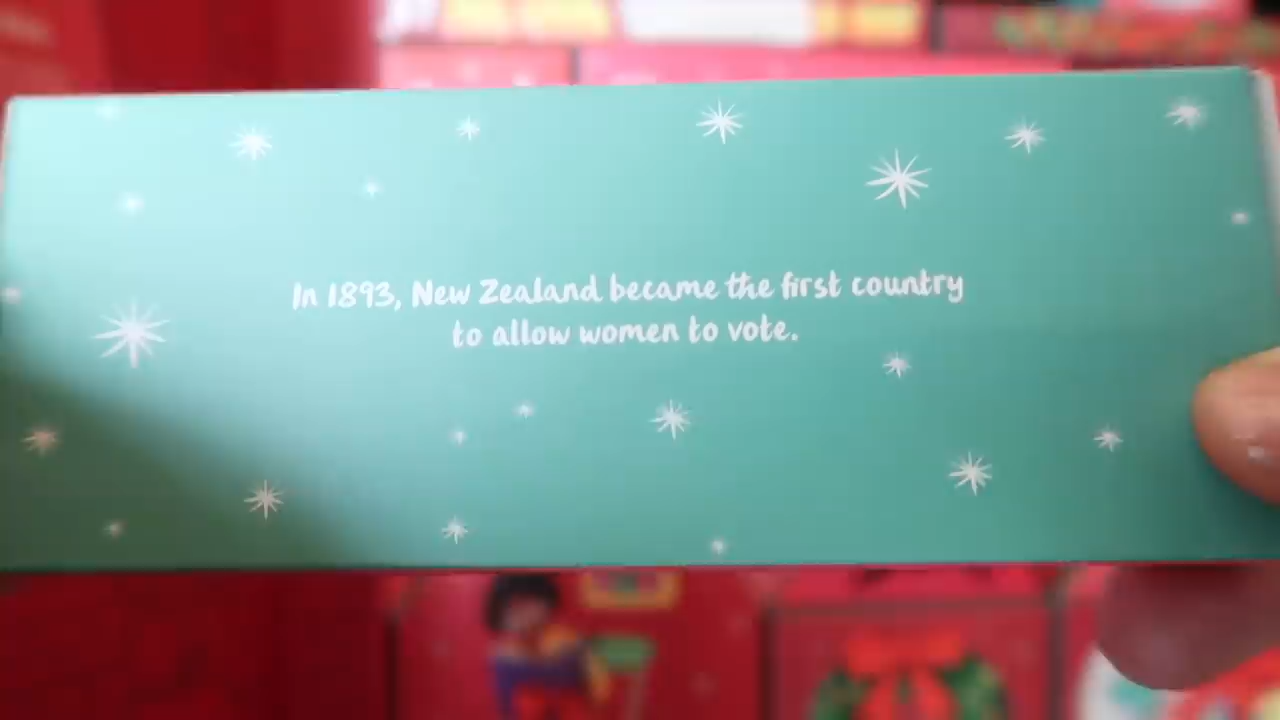 In 1893, New Zealand became the first country
to allow women to vote.